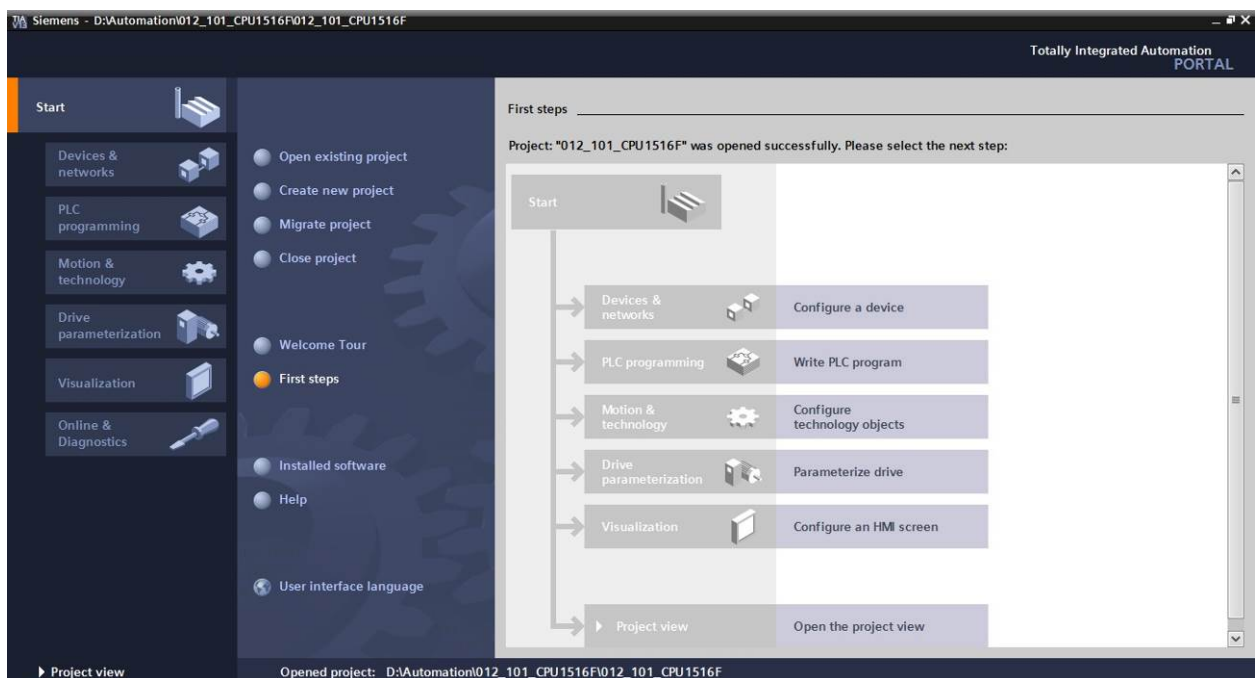 Siemens - D:\Automation\012_101_CPU1516F\012_101_CPU1516F
Totally Integrated Automation
PORTAL
Start
Devices &
networks
PLC
programming
Motion &
technology
Drive
parameterization
Visualization
Online &
Diagnostics
Open existing project
Create new project
Migrate project
Close project
Welcome Tour
First steps
Installed software
Help
User interface language
First steps
Project: "012_101_CPU1516F" was opened successfully. Please select the next step:
Start
Devices &
networks
Configure a device
PLC programming
Write PLC program
Motion &
technology
Configure
technology objects
Drive
parameterization
Parameterize drive
Visualization
Configure an HMI screen
Project view
Open the project view
Project view
Opened project: D:\Automation\012_101_CPU1516F\012_101_CPU1516F